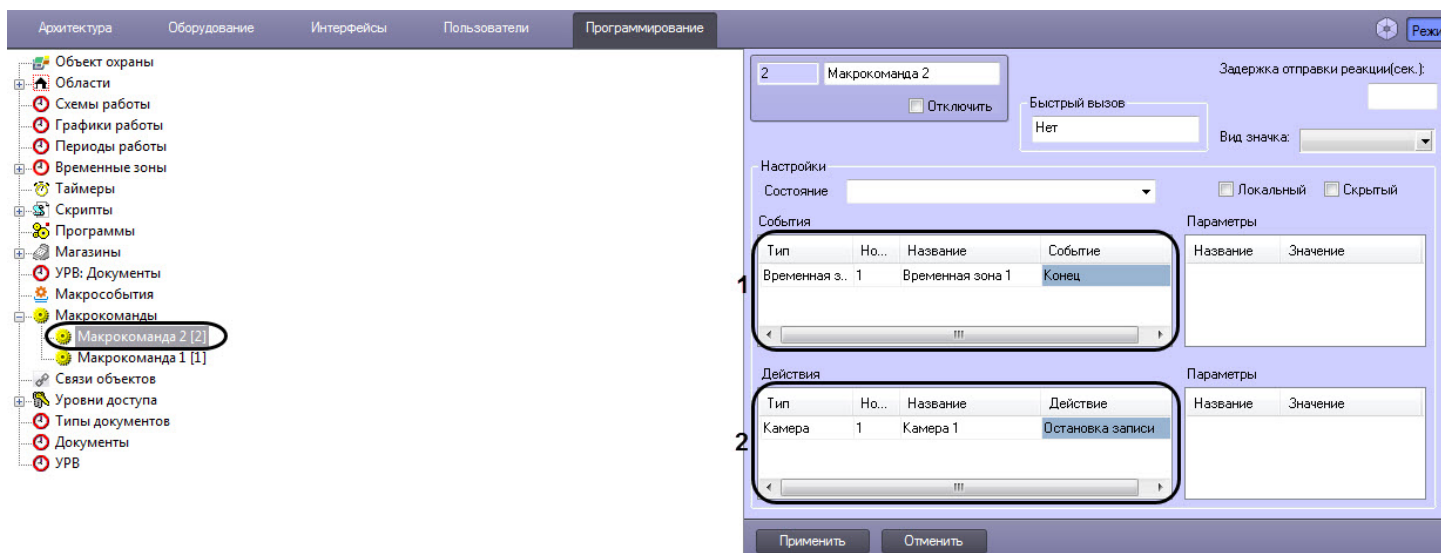 Архитектура Оборудование Интерфейсы Пользователи Программирование Режи
Объект охраны
Области
Схемы работы
Графики работы
Периоды работы
Временные зоны
Таймеры
Скрипты
Программы
Магазины
УРВ: Документы
Макрособытия
Макрокоманды
Макрокоманда 2 [2]
Макрокоманда 1 [1]
Связи объектов
Уровни доступа
Типы документов
Документы
УРВ
2 Макрокоманда 2
Отключить
Быстрый вызов
Нет
Задержка отправки реакции(сек.):
Вид значка:
Настройки
Состояние
Локальный Скрытый
События
Тип Но... Название Событие
Временная з.. 1 Временная зона 1 Конец
1
Параметры
Название Значение
Действия
Тип Но... Название Действие
Камера 1 Камера 1 Остановка записи
2
Параметры
Название Значение
Применить Отменить